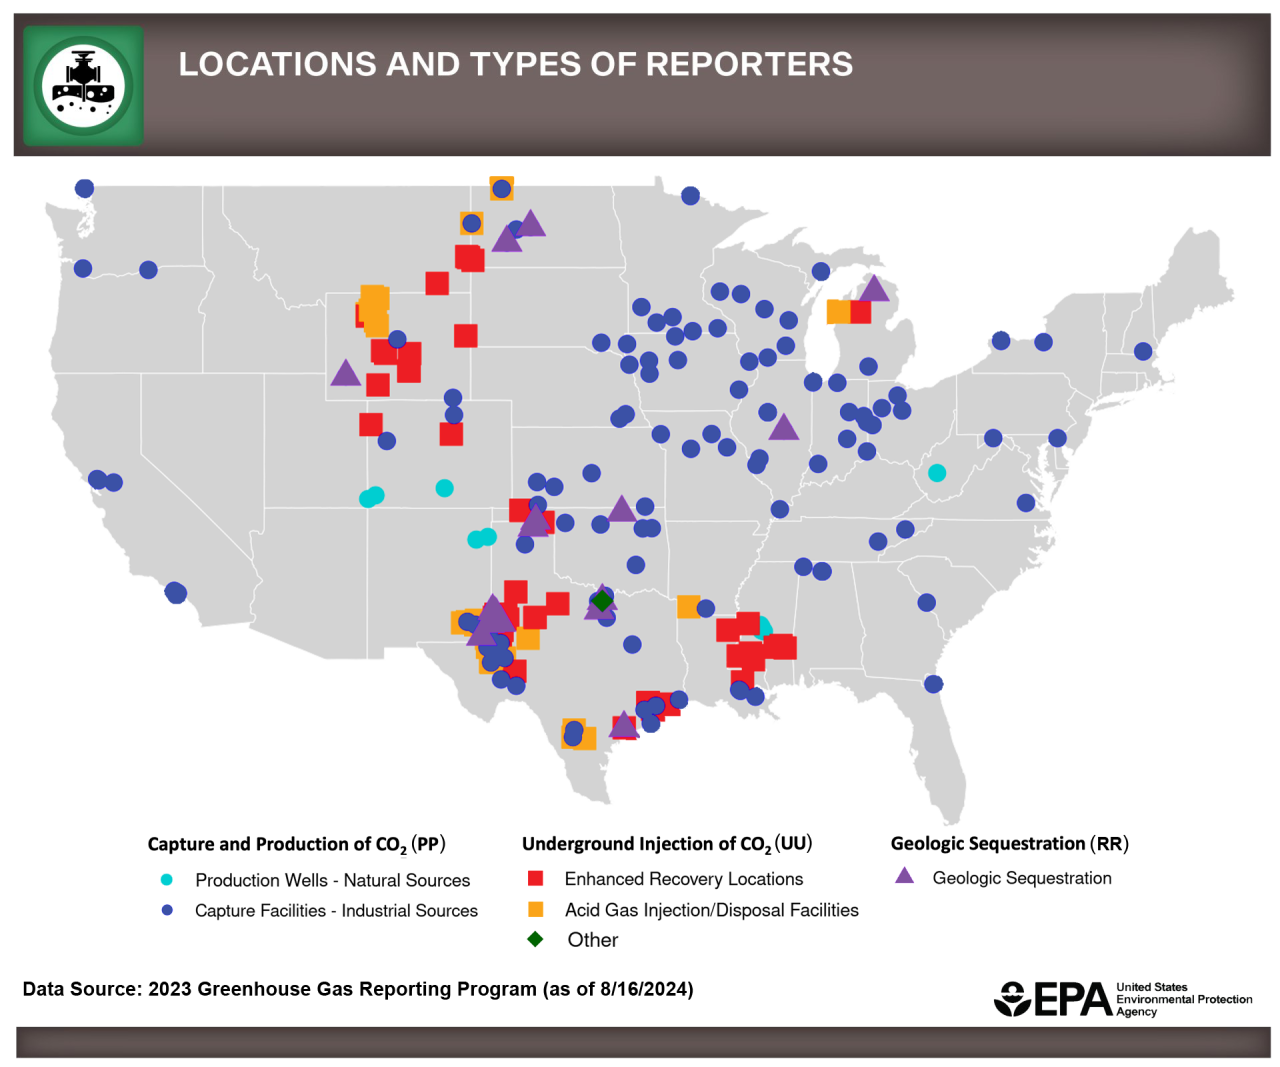 LOCATIONS AND TYPES OF REPORTERS
Capture and Production of CO₂ (PP)
Production Wells - Natural Sources
Capture Facilities - Industrial Sources
Underground Injection of CO₂ (UU)
Enhanced Recovery Locations
Acid Gas Injection/Disposal Facilities
Other
Geologic Sequestration (RR)
Geologic Sequestration
Data Source: 2023 Greenhouse Gas Reporting Program (as of 8/16/2024)
EPA
United States
Environmental Protection
Agency